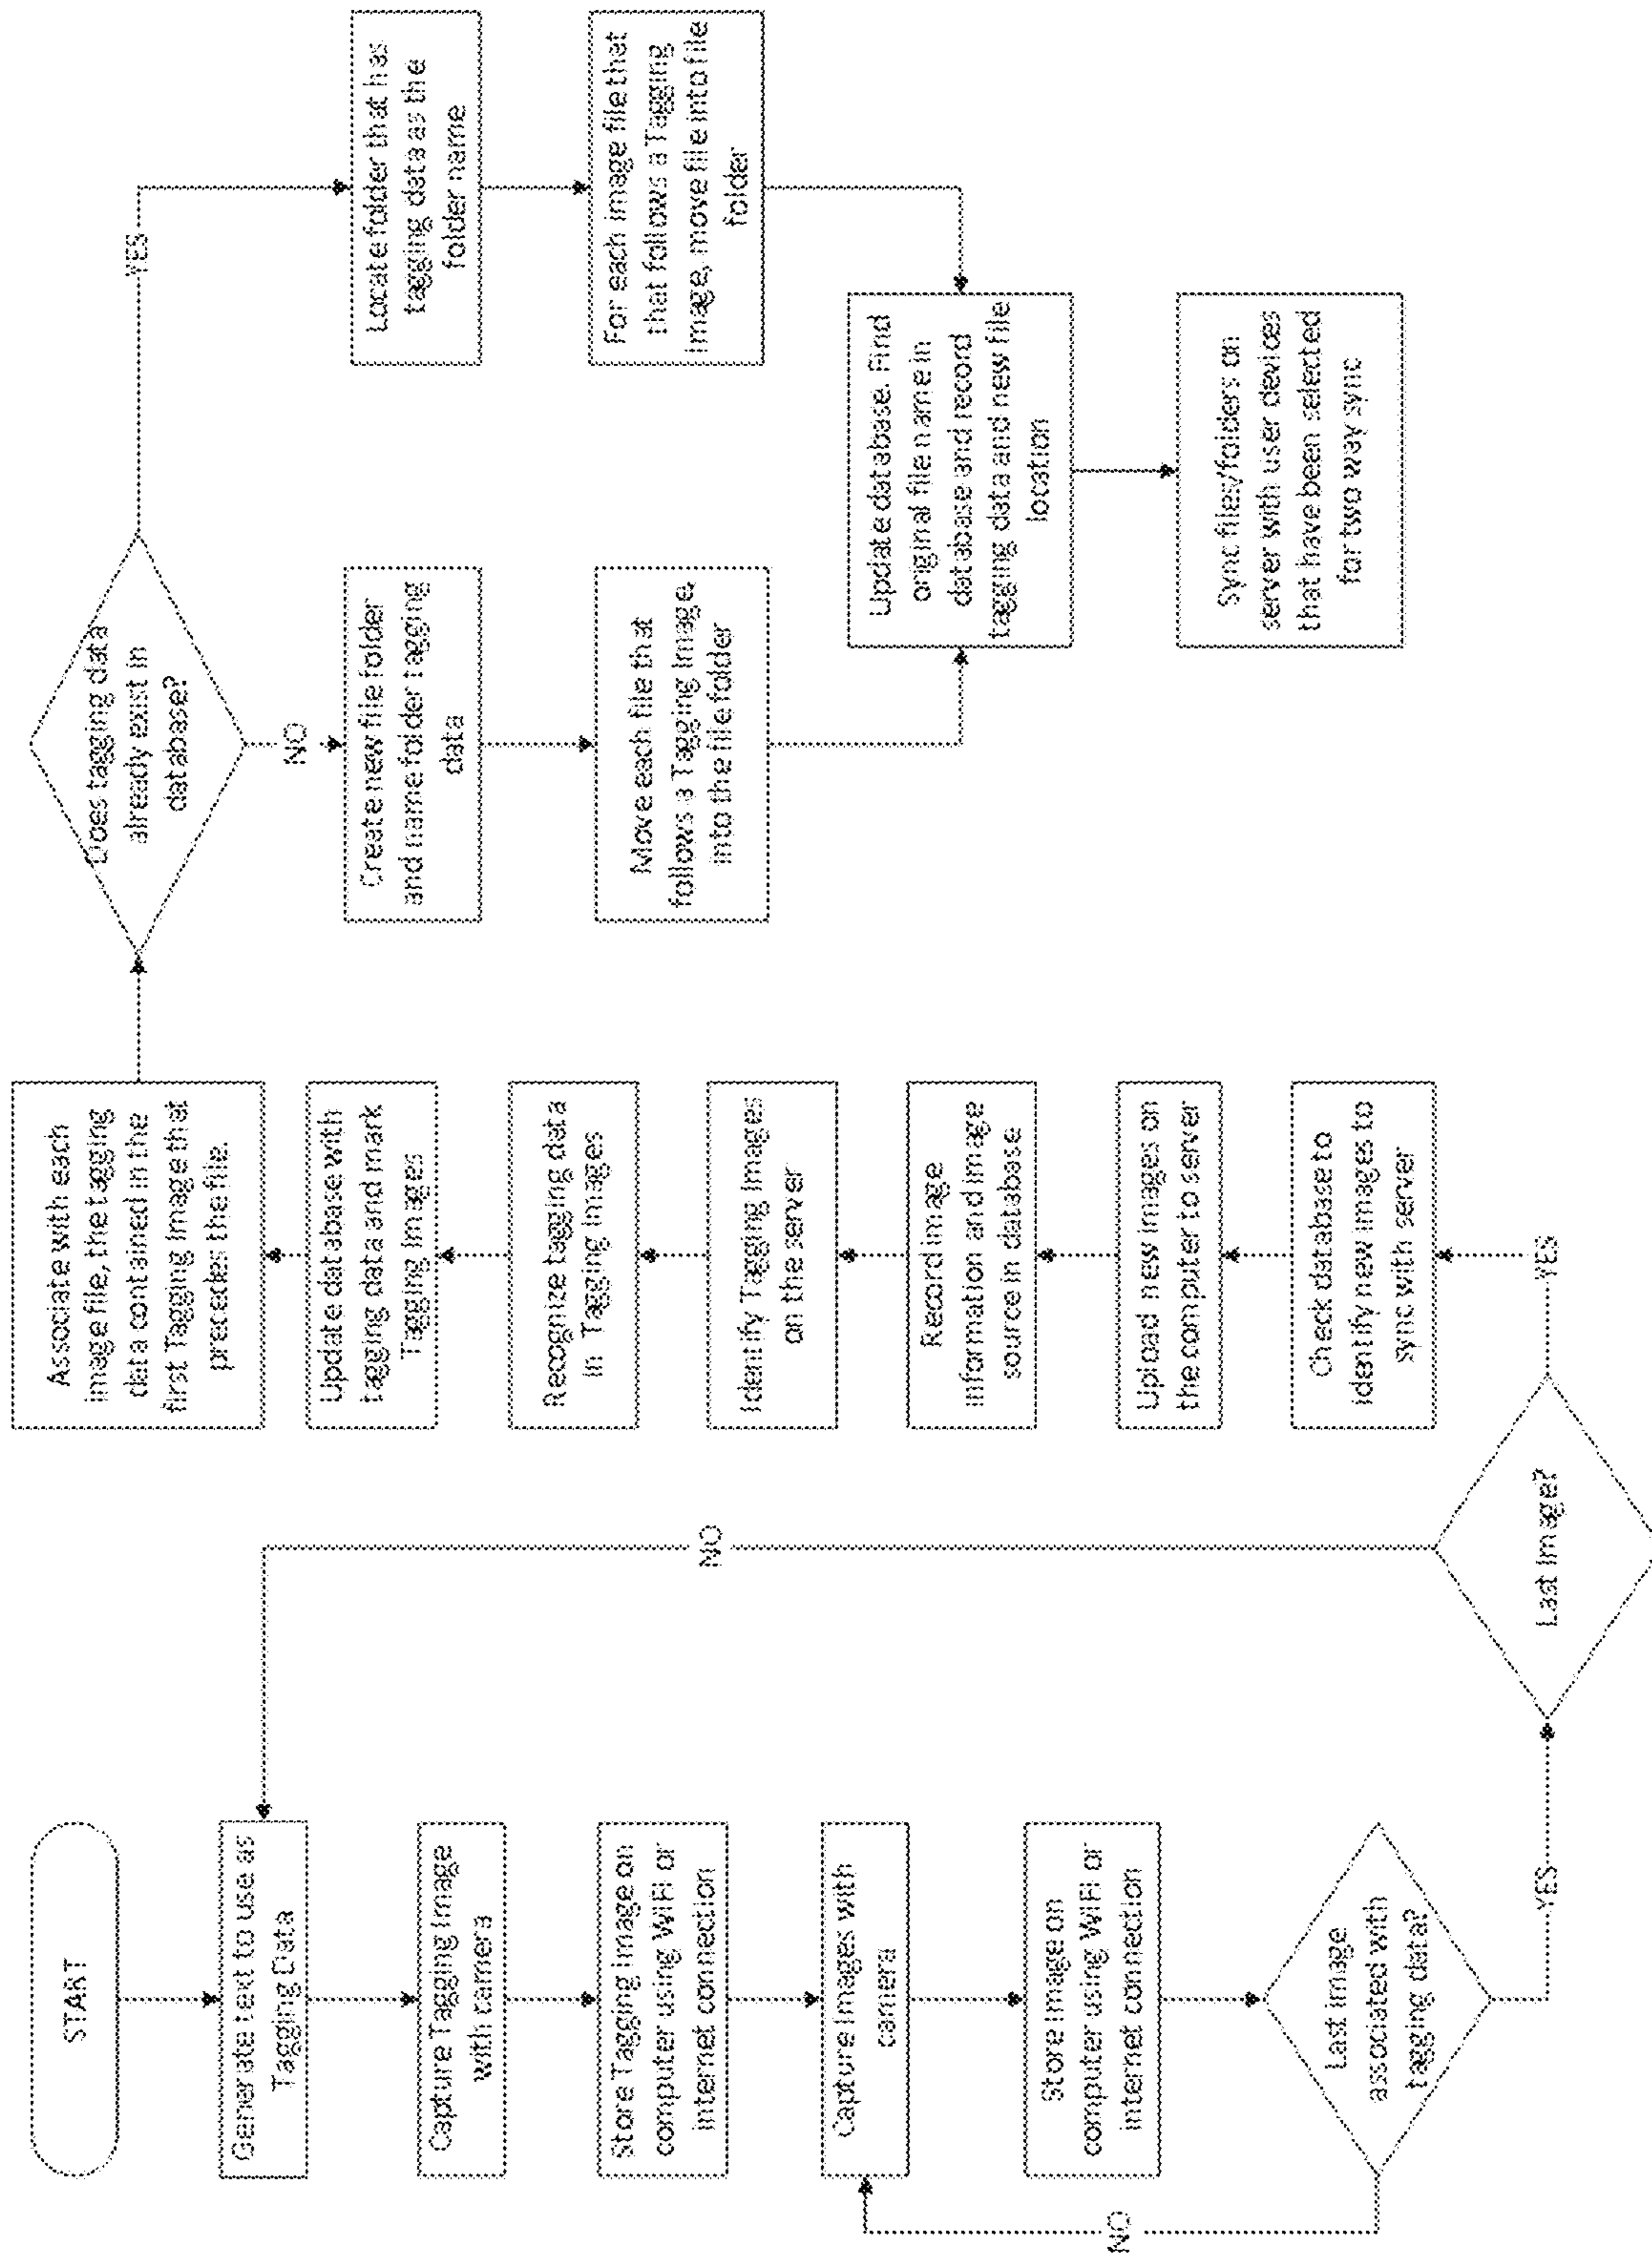 START
Generate text to use as
Tagging Data
Capture Tagging Image
with camera
Store Tagging Image on
computer using WiFi or
internet connection
Capture Images with
camera
Store Image on
computer using WiFi or
internet connection
Last image
associated with
tagging data?
NO
YES
Last Image?
NO
YES
Check database to
identify new images to
sync with server
Upload new images on
the computer to server
Record image
information and image
source in database
Identify Tagging Images
on the server
Recognize tagging data
in Tagging Images
Update database with
tagging data and mark
Tagging Images
Associate with each
image file, the tagging
data contained in the
first Tagging Image that
precedes the file.
Does tagging data
already exist in
database?
NO
YES
Create new file folder
and name folder tagging
data
Move each file that
follows a Tagging Image,
into the file folder
Locate folder that has
tagging data as the
folder name
For each image file that
that follows a Tagging
Image, move file into file
folder
Update database. Find
original file name in
database and record
tagging data and new file
location
Sync files/folders on
server with user devices
that have been selected
for two way sync